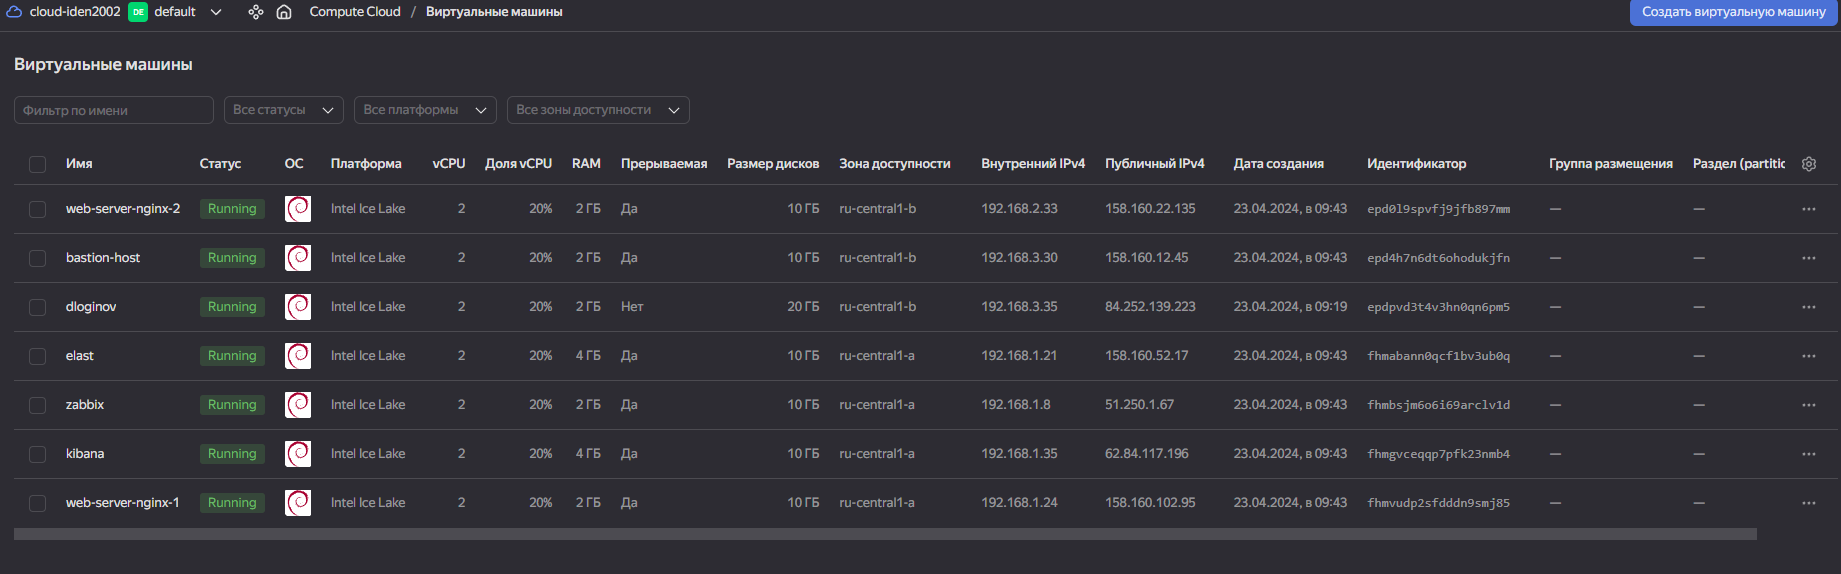 cloud-iden2002 DE default Compute Cloud / Виртуальные машины Создать виртуальную машину
Виртуальные машины
Фильтр по имени Все статусы Все платформы Все зоны доступности
Имя Статус ОС Платформа vCPU Доля vCPU RAM Прерываемая Размер дисков Зона доступности Внутренний IPv4 Публичный IPv4 Дата создания Идентификатор Группа размещения Раздел (partitic
web-server-nginx-2 Running Intel Ice Lake 2 20% 2 ГБ Да 10 ГБ ru-central1-b 192.168.2.33 158.160.22.135 23.04.2024, в 09:43 epd0l9spvfj9jfb897mm — —
bastion-host Running Intel Ice Lake 2 20% 2 ГБ Да 10 ГБ ru-central1-b 192.168.3.30 158.160.12.45 23.04.2024, в 09:43 epd4h7n6dt6ohodukjfn — —
dloginov Running Intel Ice Lake 2 20% 2 ГБ Нет 20 ГБ ru-central1-b 192.168.3.35 84.252.139.223 23.04.2024, в 09:19 epdpvd3t4v3hn0qn6pm5 — —
elast Running Intel Ice Lake 2 20% 4 ГБ Да 10 ГБ ru-central1-a 192.168.1.21 158.160.52.17 23.04.2024, в 09:43 fhmabann0qcf1bv3ub0q — —
zabbix Running Intel Ice Lake 2 20% 2 ГБ Да 10 ГБ ru-central1-a 192.168.1.8 51.250.1.67 23.04.2024, в 09:43 fhmbsjm6o6i69arclv1d — —
kibana Running Intel Ice Lake 2 20% 4 ГБ Да 10 ГБ ru-central1-a 192.168.1.35 62.84.117.196 23.04.2024, в 09:43 fhmgvceqqp7pfk23nmb4 — —
web-server-nginx-1 Running Intel Ice Lake 2 20% 2 ГБ Да 10 ГБ ru-central1-a 192.168.1.24 158.160.102.95 23.04.2024, в 09:43 fhmvudp2sfdddn9smj85 — —